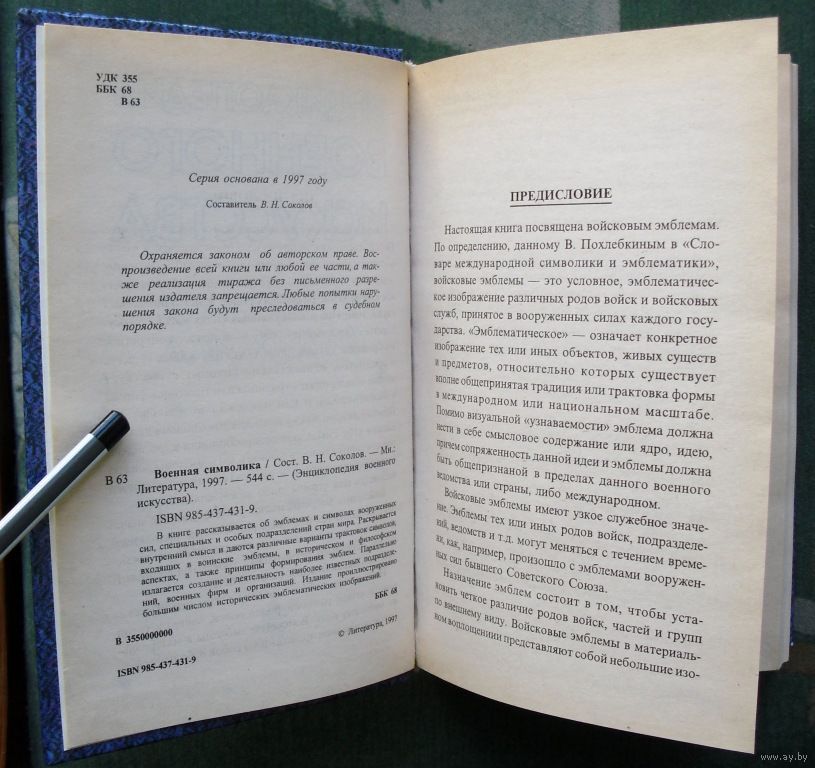 УДК 355
ББК 68
В 63
Серия основана в 1997 году
Составитель В. Н. Соколов
Охраняется законом об авторском праве. Вос-
произведение всей книги или любой ее части, а так-
же реализация тиража без письменного разре-
шения издателя запрещается. Любые попытки нару-
шения закона будут преследоваться в судебном
порядке.
Военная символика / Сост. В. Н. Соколов. — Мн.:
В 63 Литература, 1997. — 544 с. — (Энциклопедия военного
искусства).
ISBN 985-437-431-9.
В книге рассказывается об эмблемах и символах вооруженных
сил, специальных и особых подразделений стран мира. Раскрывается
внутренний смысл и даются различные варианты трактовок символов,
входящих в воинские эмблемы, в историческом и философском
аспектах, а также принципы формирования эмблем. Параллельно
излагается создание и деятельность наиболее известных подразделе-
ний, военных фирм и организаций. Издание проиллюстрировано
большим числом исторических эмблематических изображений.
ББК 68
В 3550000000
© Литература, 1997
ISBN 985-437-431-9
ПРЕДИСЛОВИЕ
Настоящая книга посвящена войсковым эмблемам.
По определению, данному В. Похлебкиным в «Сло-
варе международной символики и эмблематики»,
войсковые эмблемы — это условное, эмблематичес-
кое изображение различных родов войск и войсковых
служб, принятое в вооруженных силах каждого госу-
дарства. «Эмблематическое» — означает конкретное
изображение тех или иных объектов, живых существ
и предметов, относительно которых существует
вполне общепринятая традиция или трактовка формы
в международном или национальном масштабе.
Помимо визуальной «узнаваемости» эмблема должна
нести в себе смысловое содержание или ядро, идею,
причем сопряженность данной идеи и эмблемы должна
быть общепризнанной в пределах данного военного
ведомства или страны, либо международном.
Войсковые эмблемы имеют узкое служебное значе-
ние. Эмблемы тех или иных родов войск, подразделе-
ний, ведомств и т.д. могут меняться с течением време-
ни, как, например, произошло с эмблемами вооружен-
ных сил бывшего Советского Союза.
Назначение эмблем состоит в том, чтобы уста-
новить четкое различие родов войск, частей и групп
по внешнему виду. Войсковые эмблемы в материаль-
ном воплощениии представляют собой небольшие изо-
www.ay.by